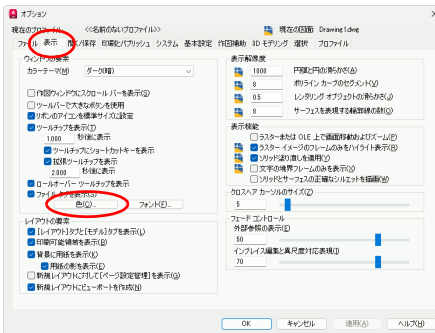 オプション
現在のプロファイル: <<名前のないプロファイル>> 現在の図面: Drawing1.dwg
ファイル 表示 開く/保存 印刷とパブリッシュ システム 基本設定 作図補助 3D モデリング 選択 プロファイル
ウィンドウの要素
カラーテーマ(M): ダーク(暗)
作図ウィンドウにスクロール バーを表示(S)
ツールバーで大きなボタンを使用
リボンのアイコンを標準サイズに設定
ツールチップを表示(T)
1.000 秒後に表示
ツールチップにショートカットキーを表示
拡張ツールチップを表示
2.000 秒後に表示
ロールオーバー ツールチップを表示
ファイル タブを表示(S)
色(C)... フォント(F)...
レイアウトの要素
[レイアウト]タブと[モデル]タブを表示(L)
印刷可能領域を表示(B)
背景に用紙を表示(K)
用紙の影を表示(E)
新規レイアウトに対して[ページ設定管理]を表示(G)
新規レイアウトにビューポートを作成(N)
表示解像度
1000 円弧と円の滑らかさ(A)
8 ポリライン カーブのセグメント(V)
0.5 レンダリング オブジェクトの滑らかさ(J)
8 サーフェスを表現する輪郭線の数(O)
表示機能
ラスターまたは OLE 上で画面移動およびズーム(P)
ラスター イメージのフレームのみをハイライト表示(R)
ソリッド塗り潰しを適用(Y)
文字の境界フレームのみを表示(X)
ソリッドとサーフェスの正確なシルエットを描画(W)
クロスヘア カーソルのサイズ(Z)
5
フェード コントロール
外部参照の表示(E)
50
インプレイス編集と異尺度対応表現(I)
70
OK キャンセル 適用(A) ヘルプ(H)